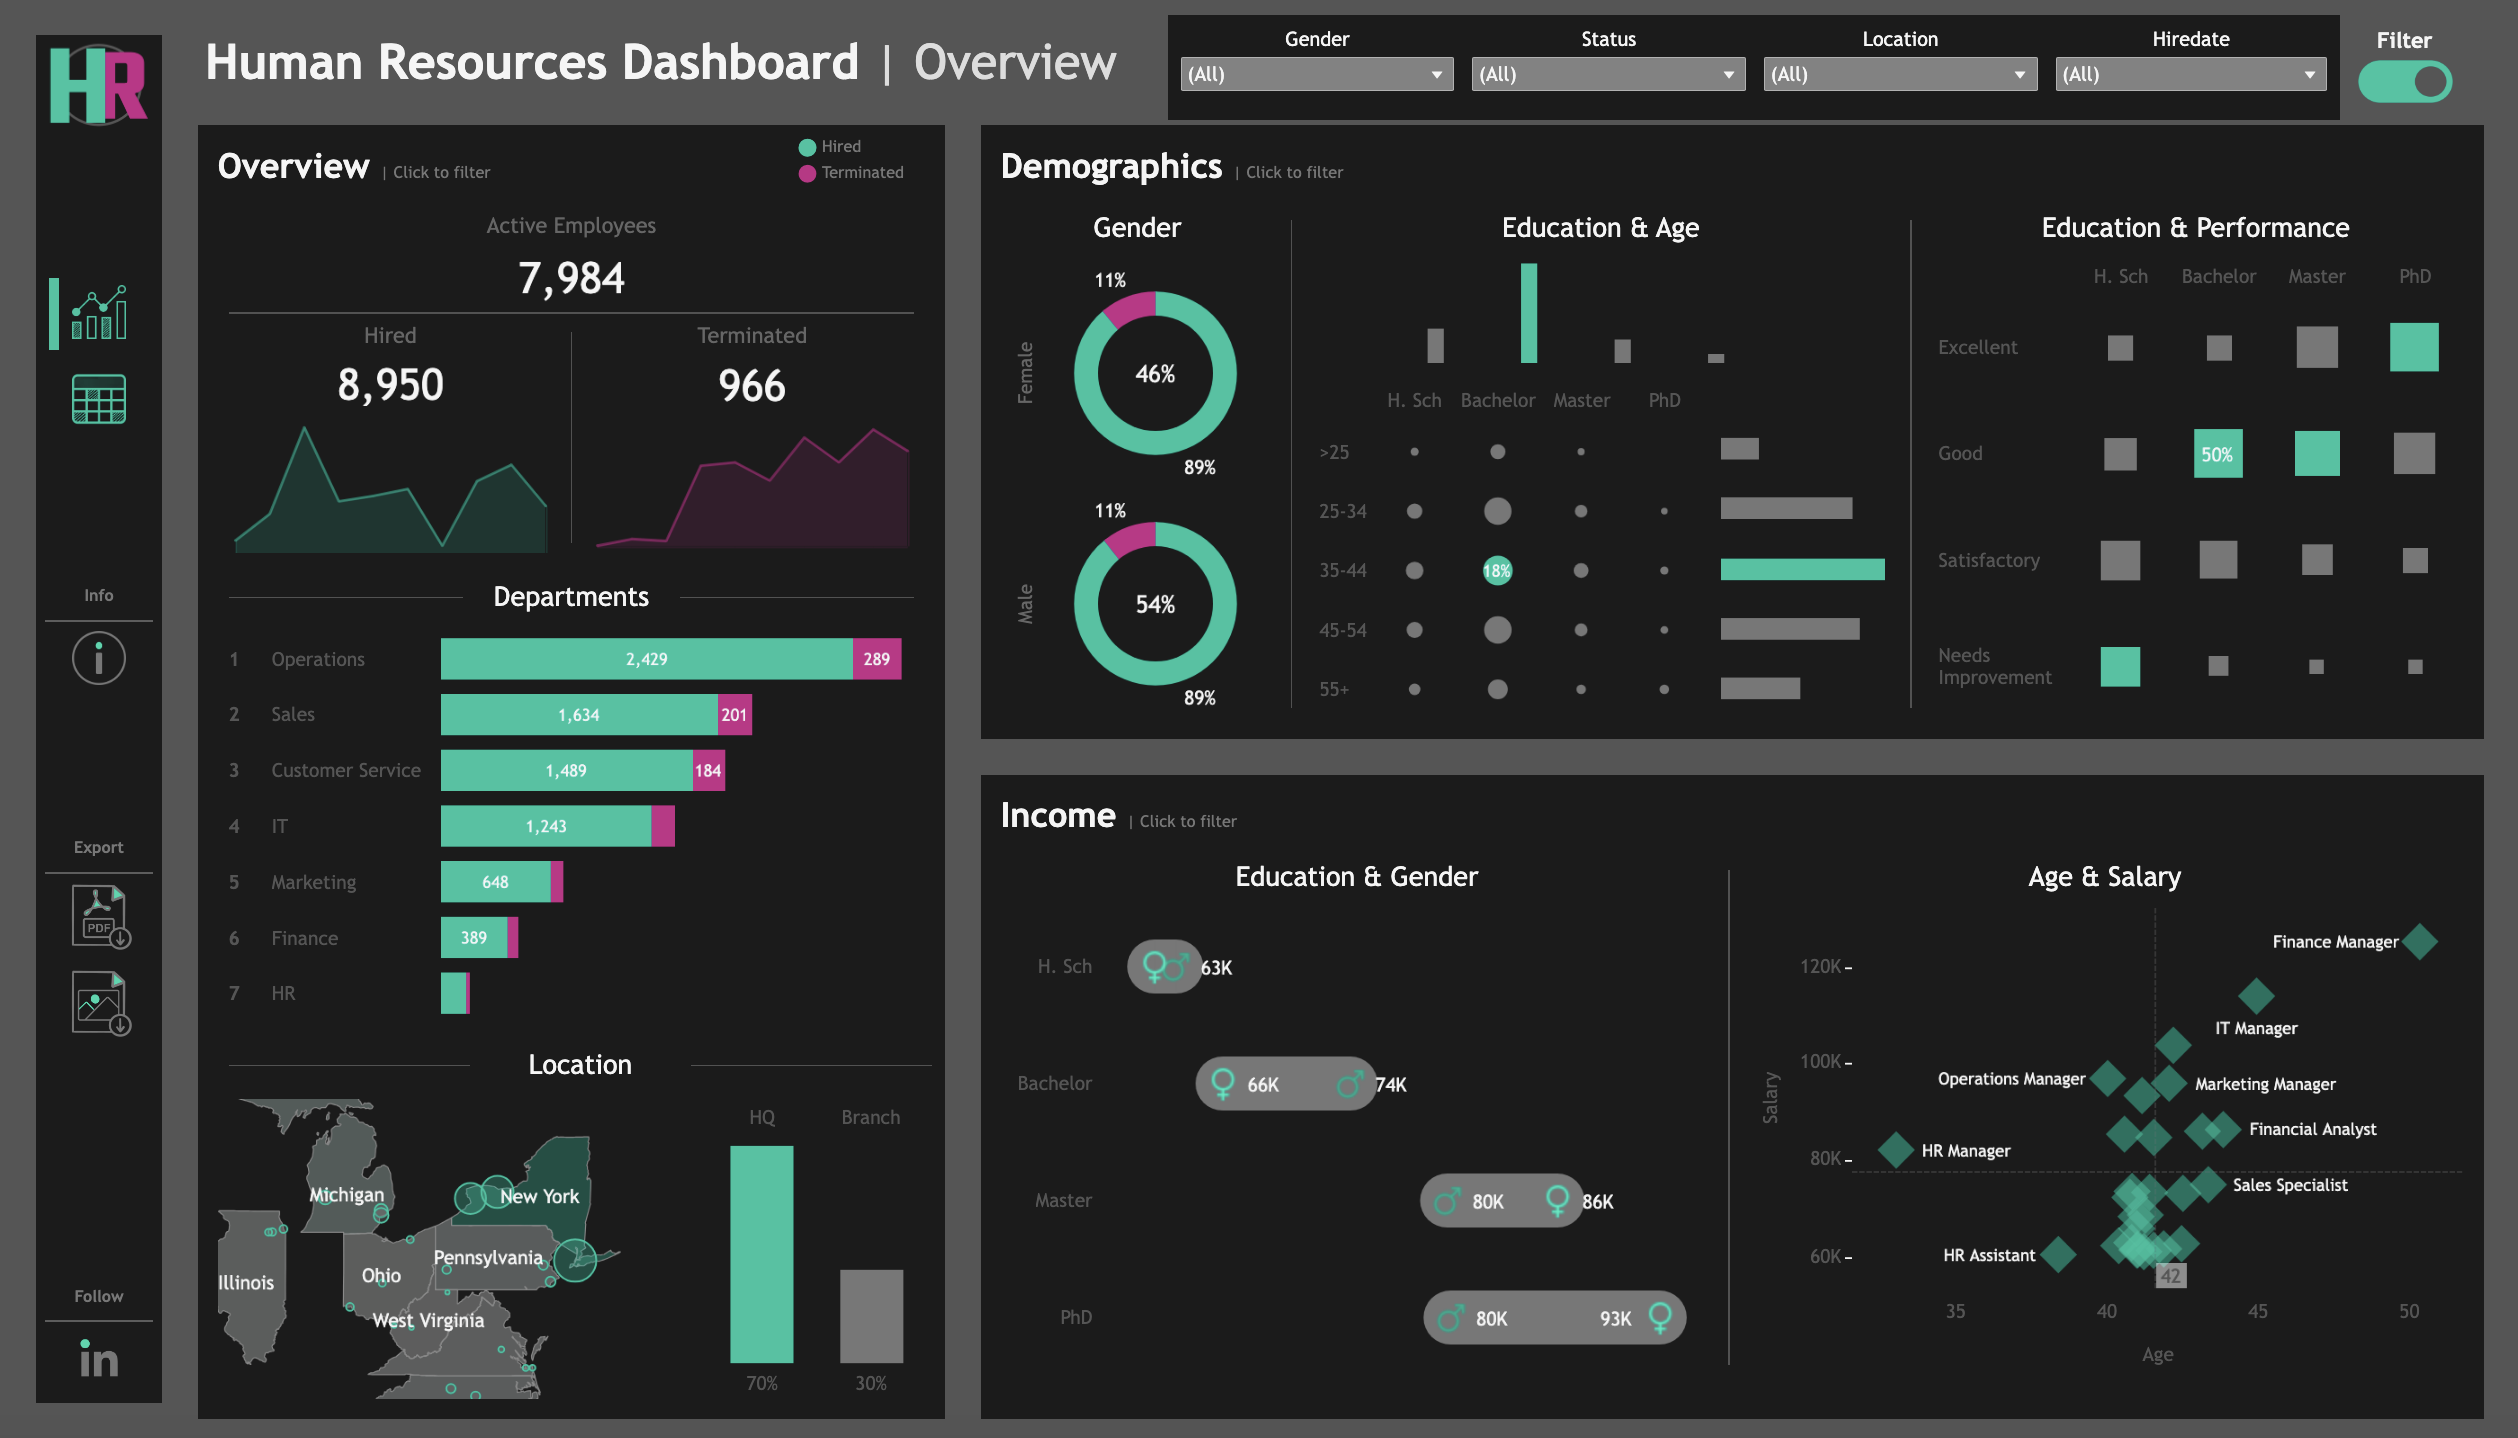 HR
Human Resources Dashboard | Overview
Gender
Status
Location
Hiredate
Filter
(All)
(All)
(All)
(All)
Overview | Click to filter
Hired
Terminated
Active Employees
7,984
Hired
Terminated
8,950
966
Departments
1 Operations 2,429 289
2 Sales 1,634 201
3 Customer Service 1,489 184
4 IT 1,243
5 Marketing 648
6 Finance 389
7 HR
Location
Michigan
New York
Pennsylvania
Illinois
Ohio
West Virginia
HQ
Branch
70%
30%
Info
Export
PDF
Follow
in
Demographics | Click to filter
Gender
Female
11%
46%
89%
Male
11%
54%
89%
Education & Age
H. Sch Bachelor Master PhD
>25
25-34
35-44 18%
45-54
55+
Education & Performance
H. Sch Bachelor Master PhD
Excellent
Good 50%
Satisfactory
Needs
Improvement
Income | Click to filter
Education & Gender
H. Sch 63K
Bachelor 66K 74K
Master 80K 86K
PhD 80K 93K
Age & Salary
Salary
120K
100K
80K
60K
Finance Manager
IT Manager
Operations Manager
Marketing Manager
Financial Analyst
HR Manager
Sales Specialist
HR Assistant
42
35 40 45 50
Age